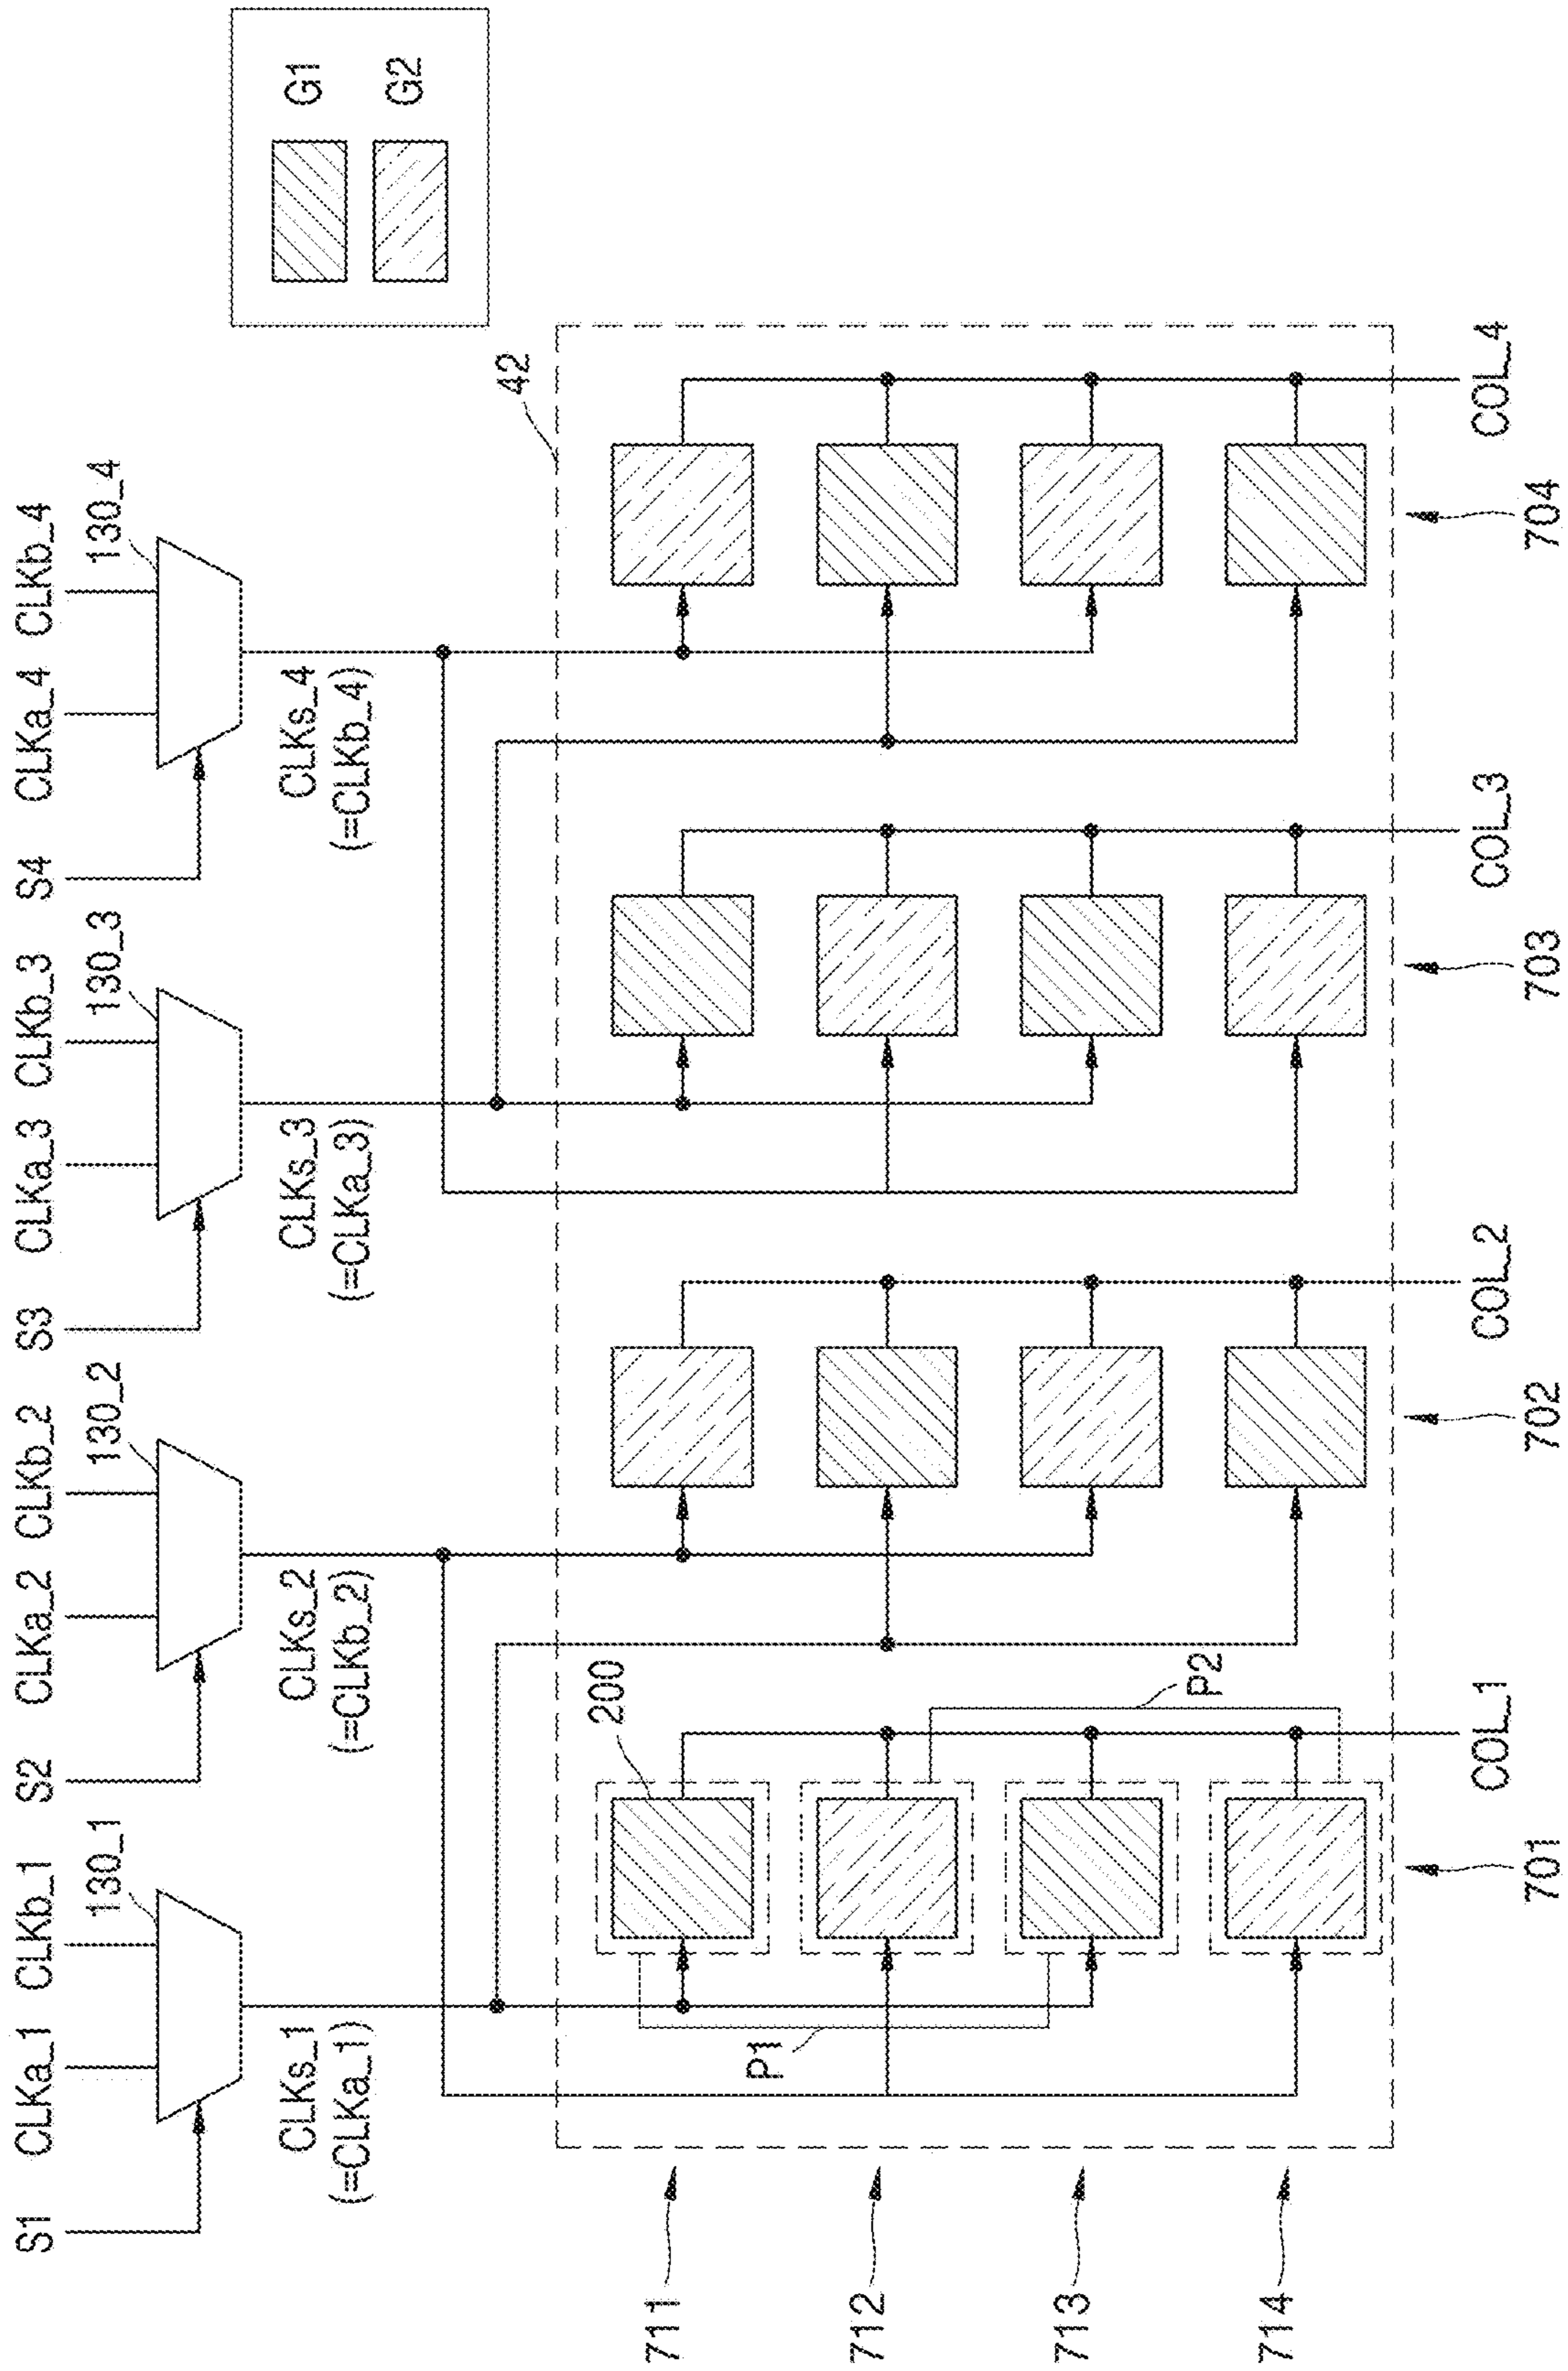 S1 CLKa_1 CLKb_1 S2 CLKa_2 CLKb_2 S3 CLKa_3 CLKb_3 S4 CLKa_4 CLKb_4
130_1 130_2 130_3 130_4
CLKs_1 CLKs_2 CLKs_3 CLKs_4
(=CLKa_1) (=CLKb_2) (=CLKa_3) (=CLKb_4)
G1
G2
42
200
711
P1
712
713
P2
714
COL_1 COL_2 COL_3 COL_4
701 702 703 704